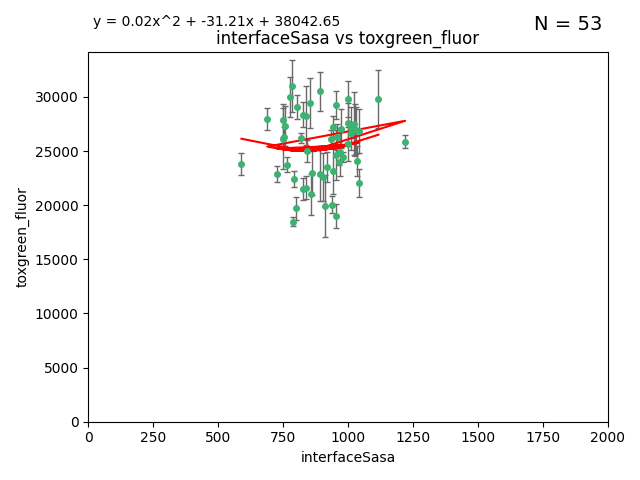 y = 0.02x^2 + -31.21x + 38042.65
N = 53
interfaceSasa vs toxgreen_fluor
30000
25000
20000
15000
10000
5000
0
toxgreen_fluor
0 250 500 750 1000 1250 1500 1750 2000
interfaceSasa